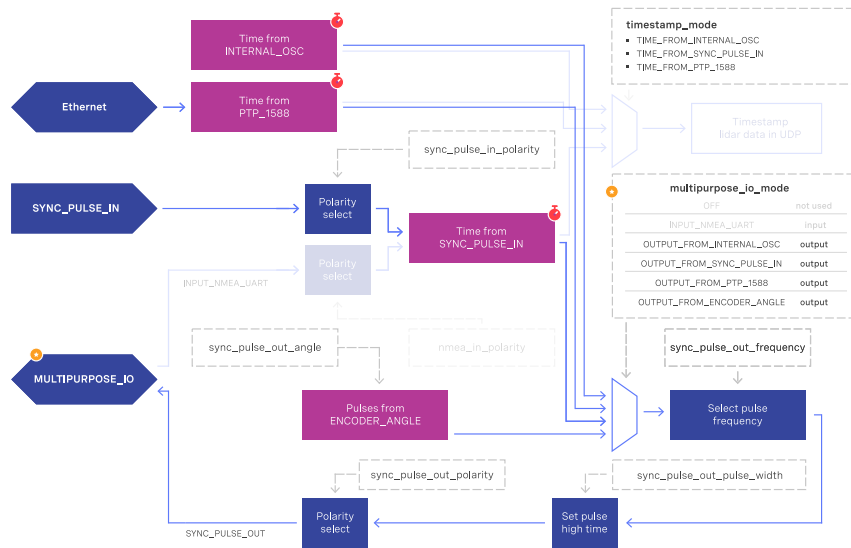 Time from
INTERNAL_OSC
timestamp_mode
TIME_FROM_INTERNAL_OSC
TIME_FROM_SYNC_PULSE_IN
TIME_FROM_PTP_1588
Ethernet
Time from
PTP_1588
Timestamp
lidar data in UDP
sync_pulse_in_polarity
SYNC_PULSE_IN
Polarity
select
multipurpose_io_mode
OFF not used
INPUT_NMEA_UART input
OUTPUT_FROM_INTERNAL_OSC output
OUTPUT_FROM_SYNC_PULSE_IN output
OUTPUT_FROM_PTP_1588 output
OUTPUT_FROM_ENCODER_ANGLE output
Time from
SYNC_PULSE_IN
Polarity
select
INPUT_NMEA_UART
sync_pulse_out_angle
nmea_in_polarity
sync_pulse_out_frequency
MULTIPURPOSE_IO
Pulses from
ENCODER_ANGLE
Select pulse
frequency
sync_pulse_out_polarity
sync_pulse_out_pulse_width
SYNC_PULSE_OUT
Polarity
select
Set pulse
high time